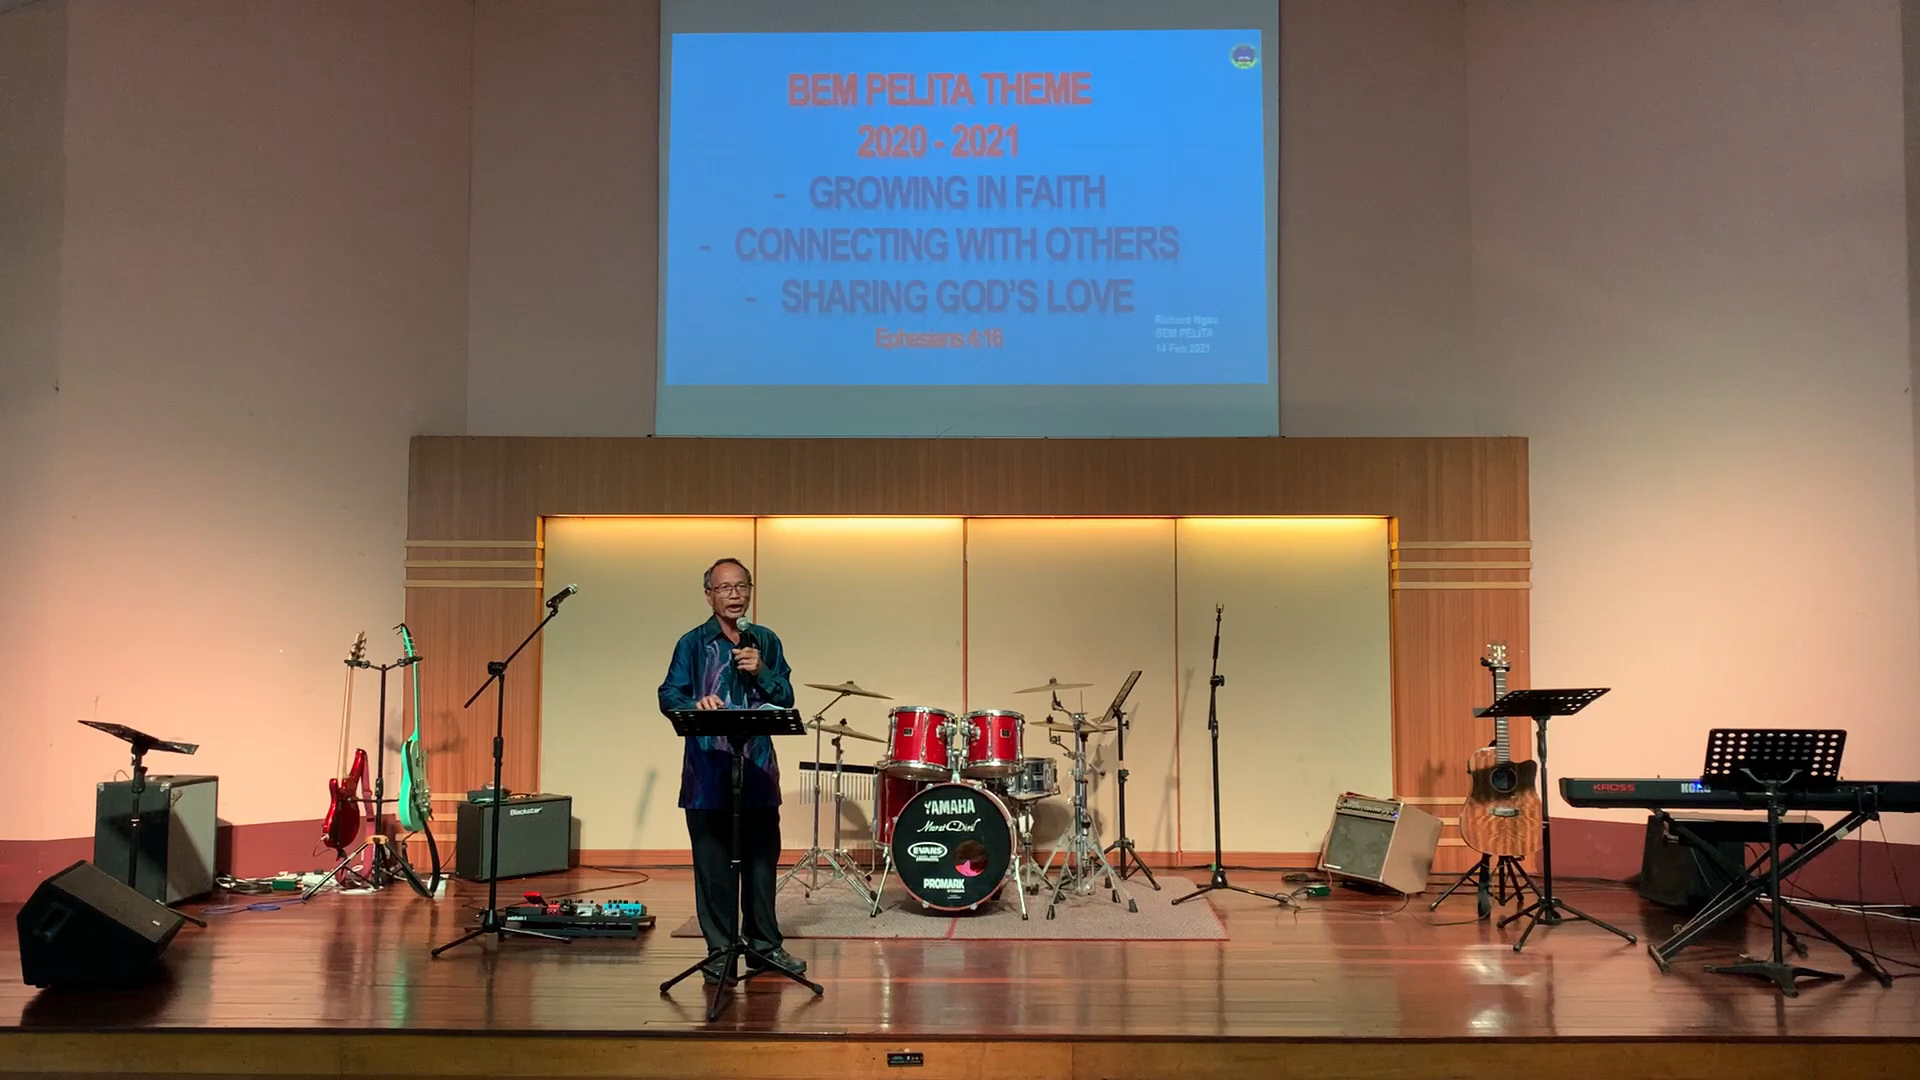 BEM PELITA THEME
2020 - 2021
- GROWING IN FAITH
- CONNECTING WITH OTHERS
- SHARING GOD'S LOVE
Ephesians 4:16
Richard Ngau
BEM PELITA
14 Feb 2021
Blackstar
YAMAHA
EVANS
PROMARK
KROSS
KORG